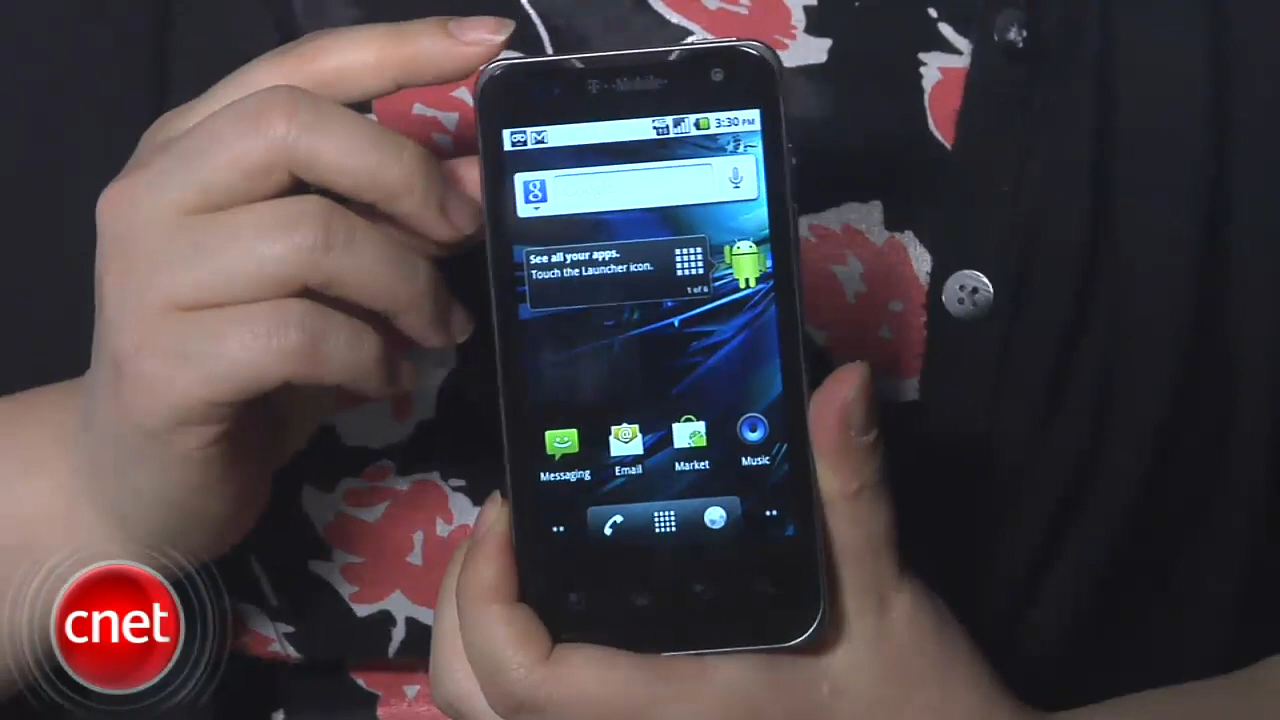 T-Mobile
3:30 PM
g
See all your apps.
Touch the Launcher icon.
1 of 6
Messaging
Email
Market
Music
cnet